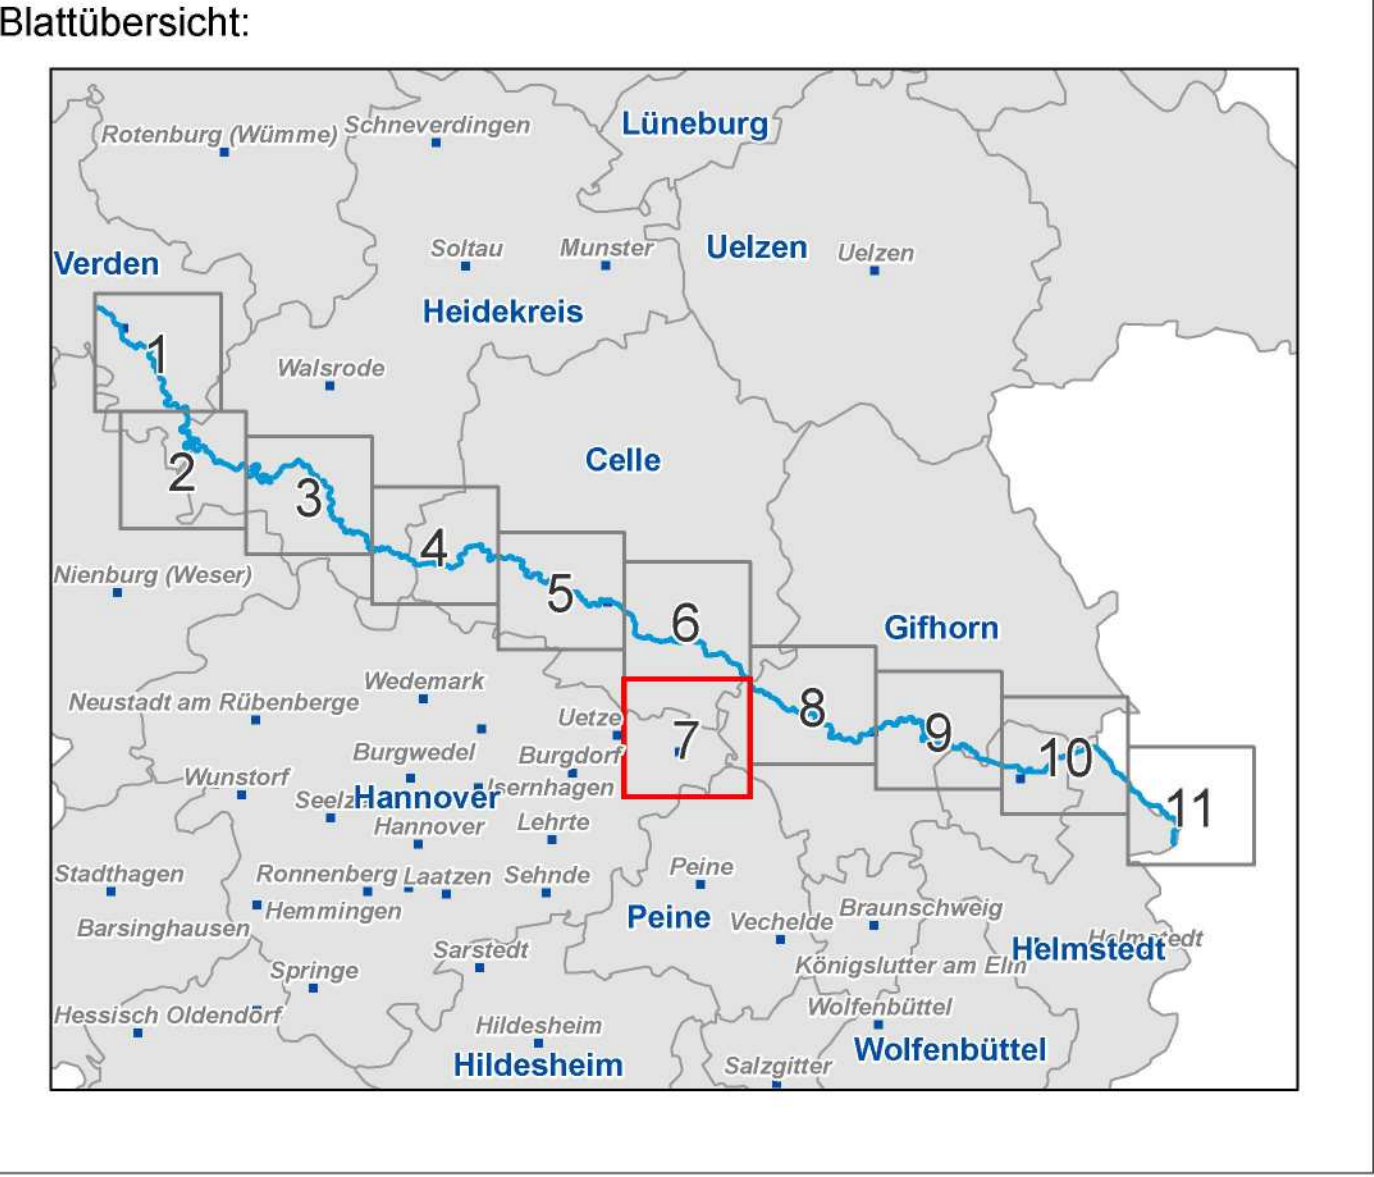 Blattübersicht:
Rotenburg (Wümme)
Schneverdingen
Lüneburg
Verden
Soltau
Munster
Uelzen
Uelzen
Heidekreis
1
Walsrode
2
3
Celle
4
5
6
Nienburg (Weser)
Gifhorn
Neustadt am Rübenberge
Wedemark
Uetze
7
8
9
10
11
Burgwedel
Burgdorf
Wunstorf
Seelz
Hannover
Isernhagen
Hannover
Lehrte
Stadthagen
Ronnenberg
Laatzen
Sehnde
Peine
Hemmingen
Barsinghausen
Peine
Vechelde
Braunschweig
Helmstedt
Helmstedt
Sarstedt
Königslutter am Elm
Springe
Hessisch Oldendorf
Hildesheim
Wolfenbüttel
Hildesheim
Wolfenbüttel
Salzgitter